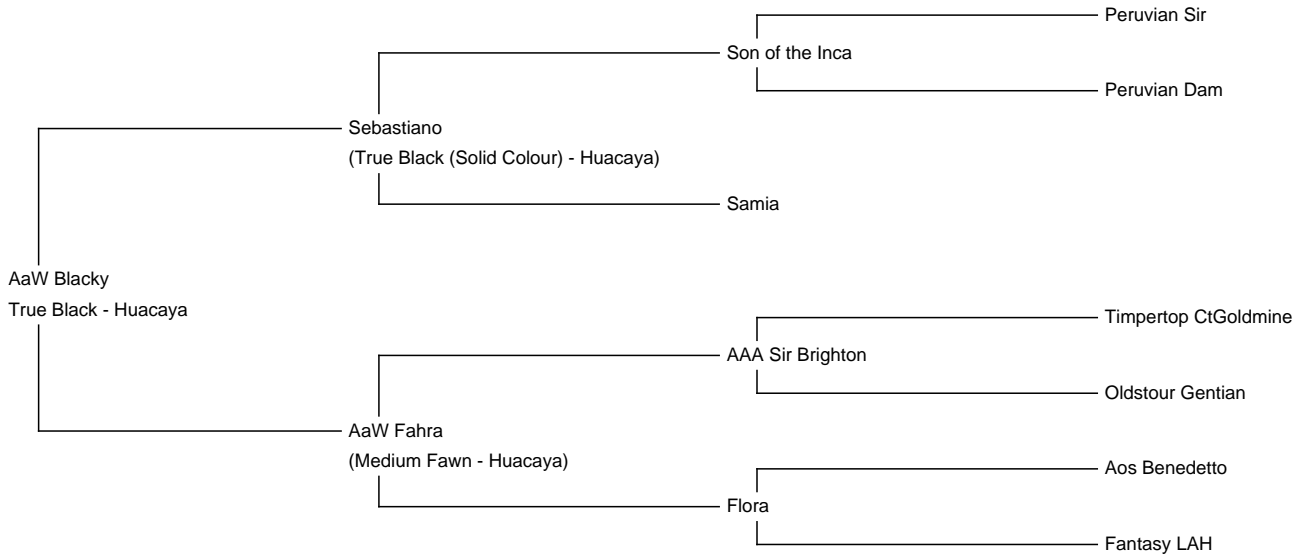 Peruvian Sir
Son of the Inca
Peruvian Dam
Sebastiano
(True Black (Solid Colour) - Huacaya)
Samia
AaW Blacky
True Black - Huacaya
Timpertop CtGoldmine
AAA Sir Brighton
Oldstour Gentian
AaW Fahra
(Medium Fawn - Huacaya)
Aos Benedetto
Flora
Fantasy LAH